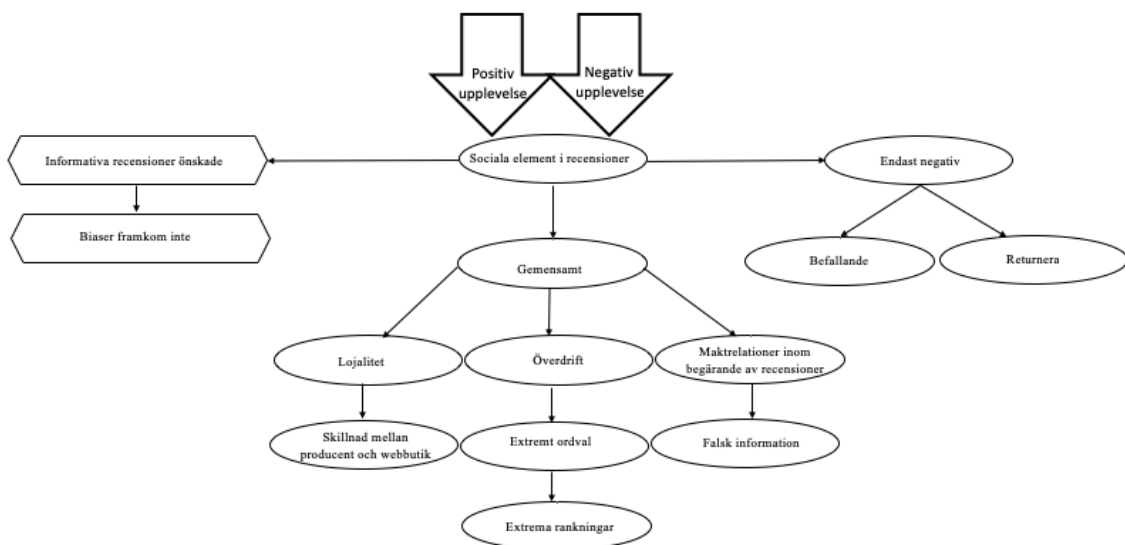 Positiv
upplevelse
Negativ
upplevelse
Informativa recensioner önskade
Sociala element i recensioner
Endast negativ
Biaser framkom inte
Gemensamt
Befallande
Returnera
Lojalitet
Överdrift
Maktrelationer inom
begärande av recensioner
Skillnad mellan
producent och webbutik
Extremt ordval
Falsk information
Extrema rankningar